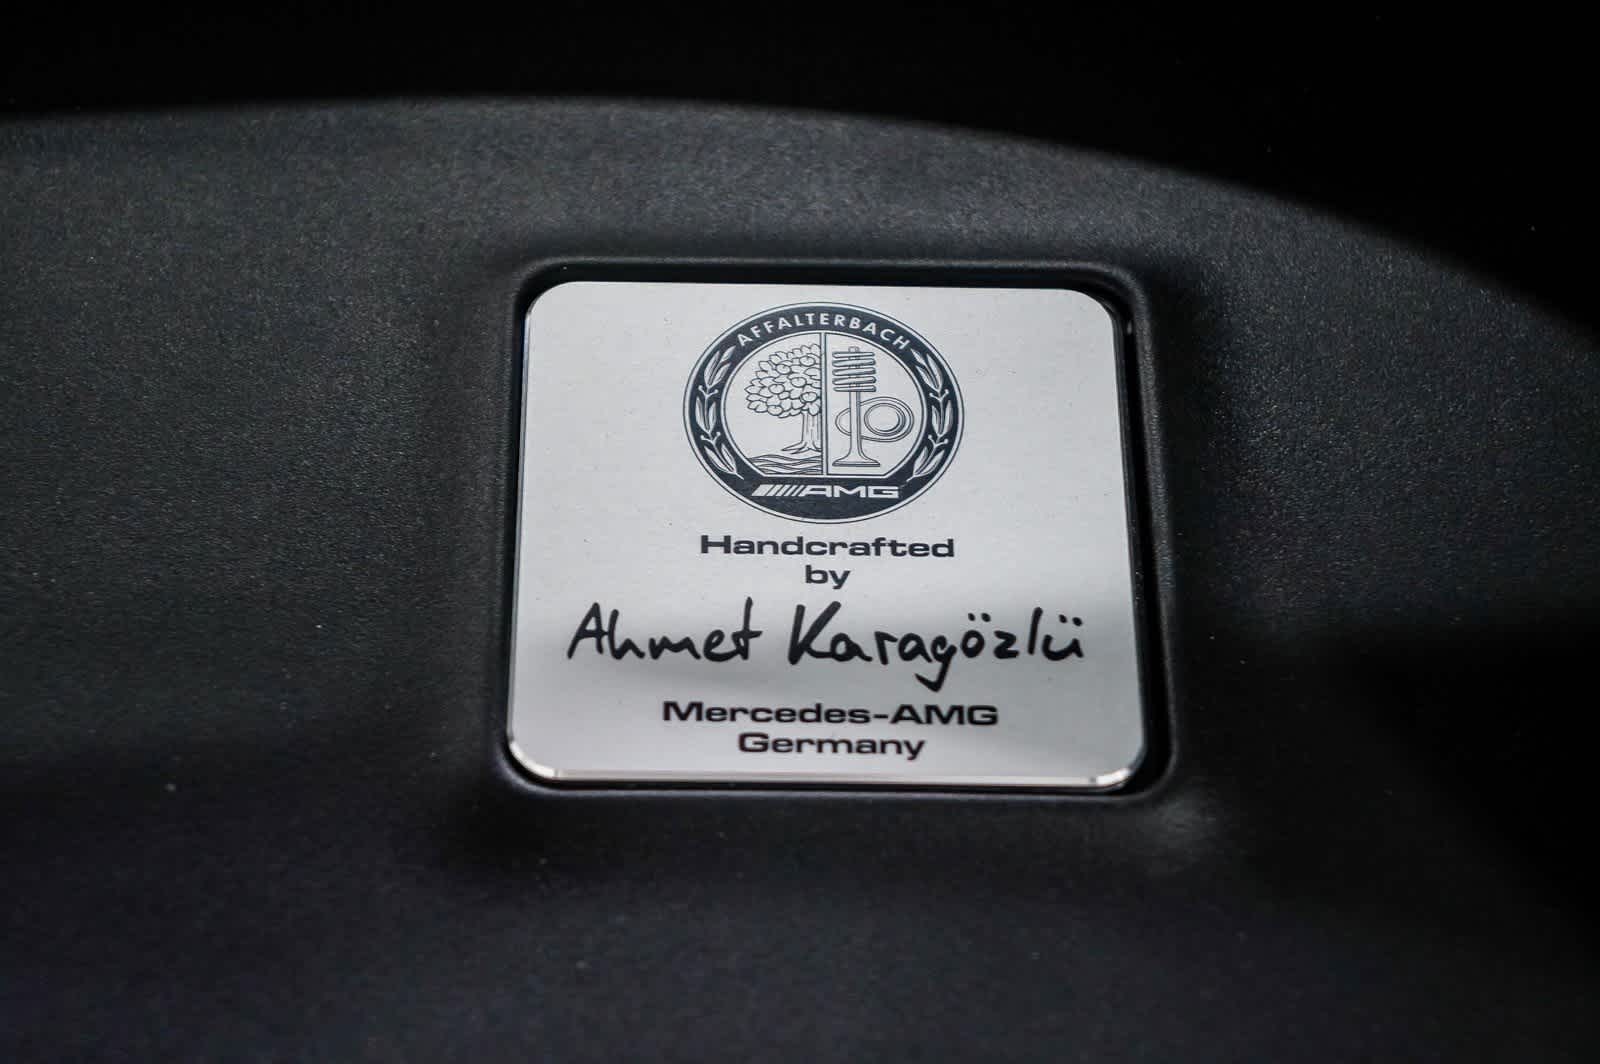 AFFALTERBACH
AMG
Handcrafted
by
Ahmet Karagözlü
Mercedes-AMG
Germany